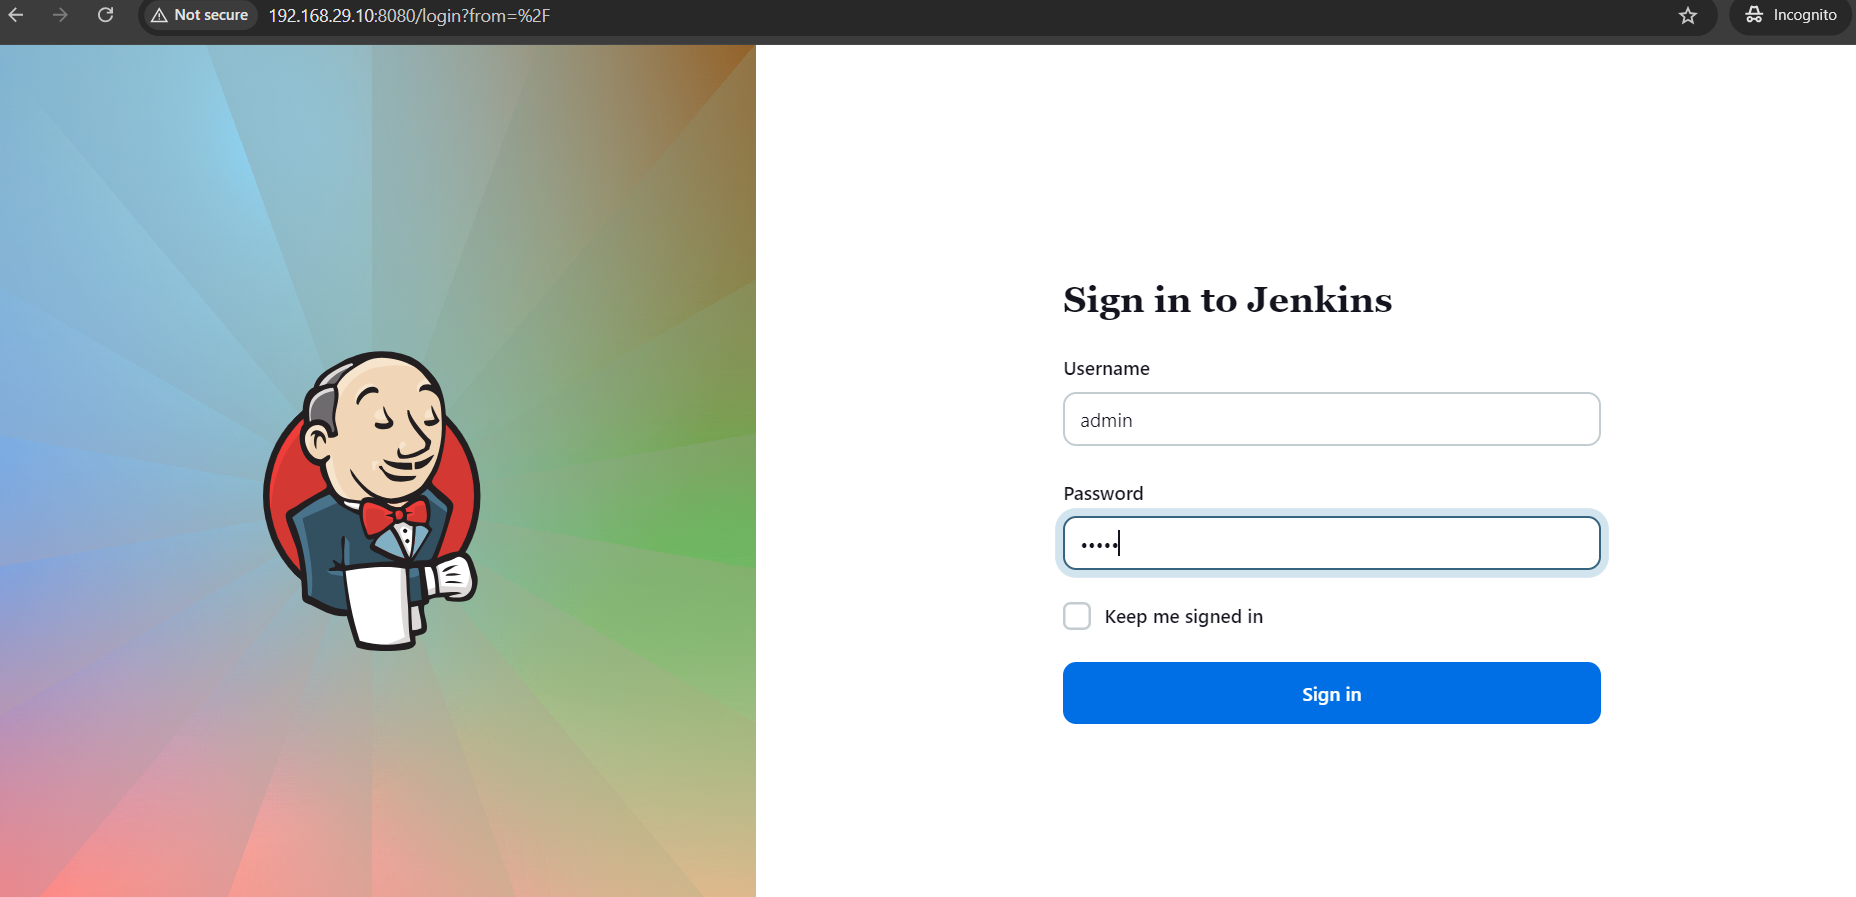 Not secure 192.168.29.10:8080/login?from=%2F Incognito
Sign in to Jenkins
Username
admin
Password
•••••
Keep me signed in
Sign in